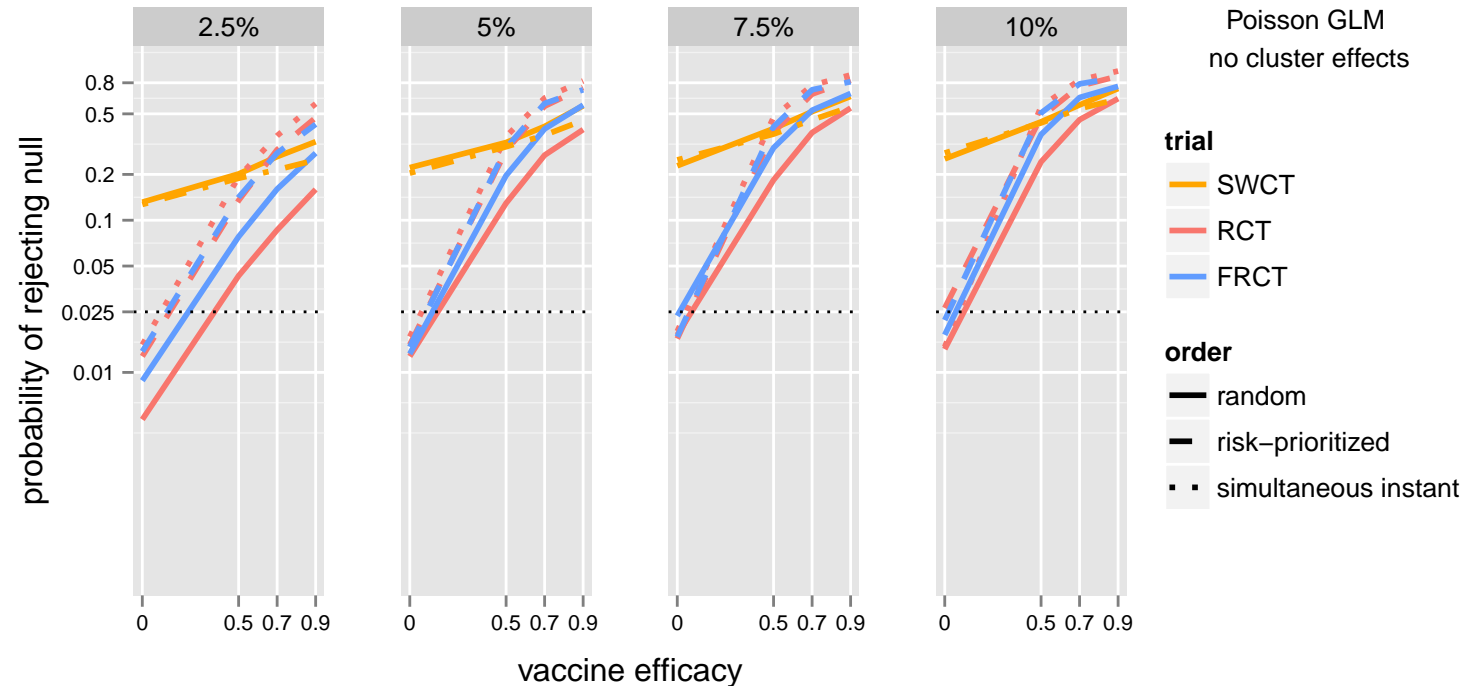 2.5%
5%
7.5%
10%
Poisson GLM
no cluster effects
probability of rejecting null
0.8
0.5
0.2
0.1
0.05
0.025
0.01
0 0.5 0.7 0.9
0 0.5 0.7 0.9
0 0.5 0.7 0.9
0 0.5 0.7 0.9
vaccine efficacy
trial
SWCT
RCT
FRCT
order
random
risk−prioritized
simultaneous instant